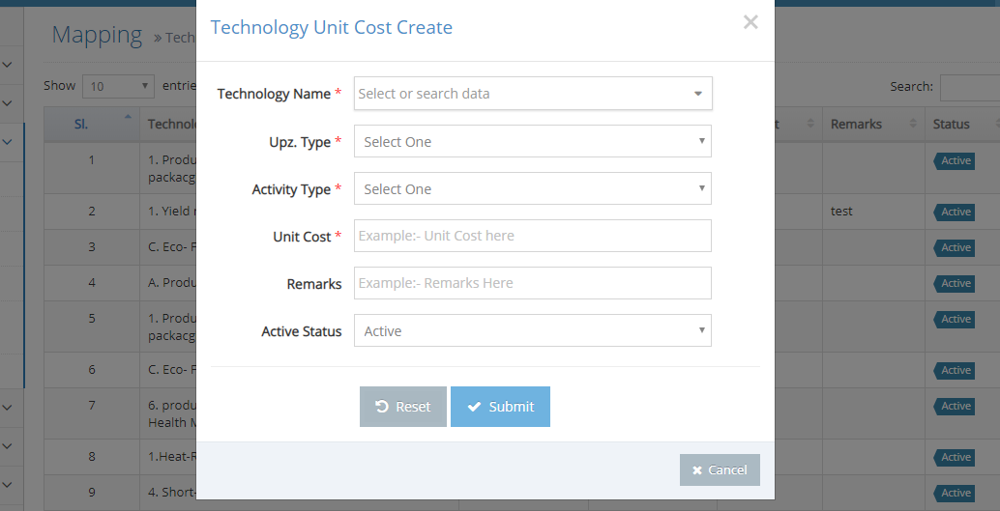 Technology Unit Cost Create
Mapping » Tech
Show 10 entrie
Search:
Sl. Technolo t Remarks Status
Technology Name * Select or search data
Upz. Type * Select One
Activity Type * Select One
Unit Cost * Example:- Unit Cost here
Remarks Example:- Remarks Here
Active Status Active
Reset Submit
Cancel
1 1. Produ Active
packacg
2 1. Yield r test Active
3 C. Eco- F Active
4 A. Produ Active
5 1. Produ Active
packacg
6 C. Eco- F Active
7 6. produ Active
Health M
8 1.Heat-R Active
9 4. Short- Active